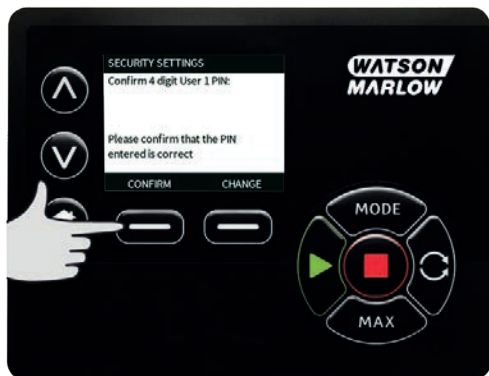 SECURITY SETTINGS
Confirm 4 digit User 1 PIN:
Please confirm that the PIN
entered is correct
CONFIRM CHANGE
WATSON
MARLOW
MODE
MAX